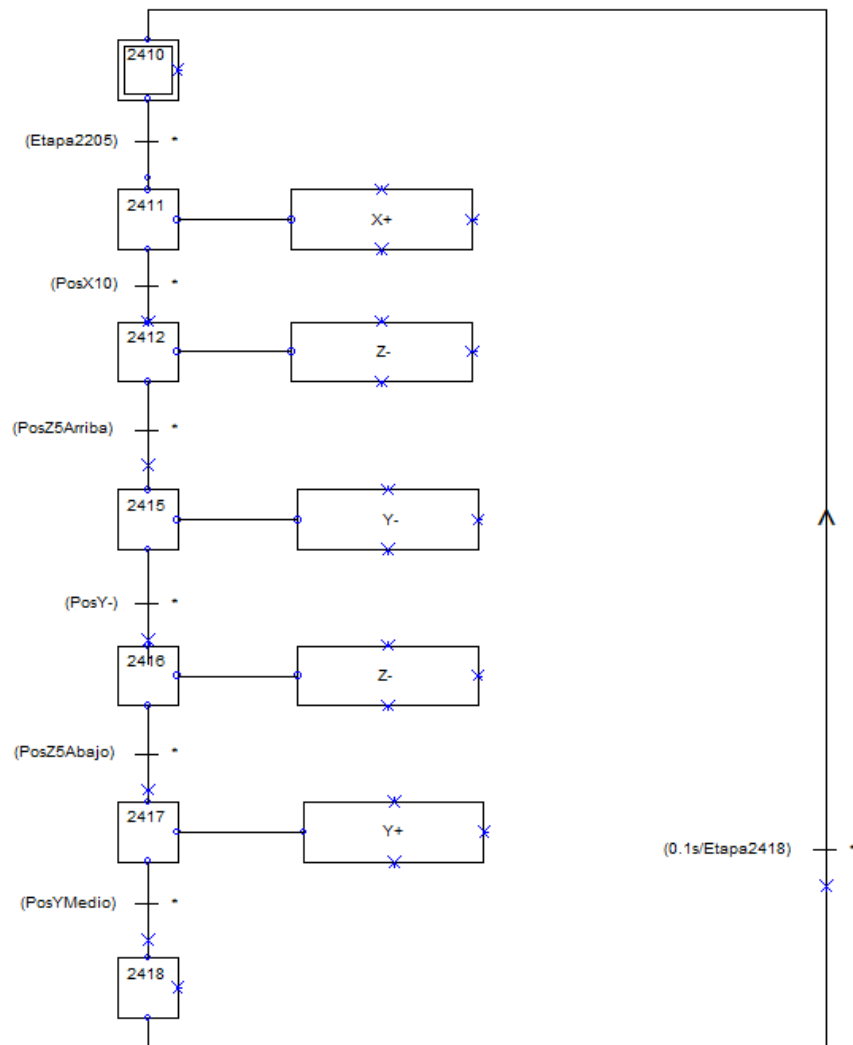 2410
(Etapa2205) *
2411 X+
(PosX10) *
2412 Z-
(PosZ5Arriba) *
2415 Y-
(PosY-) *
2416 Z-
(PosZ5Abajo) *
2417 Y+
(0.1s/Etapa2418) *
(PosYMedio) *
2418